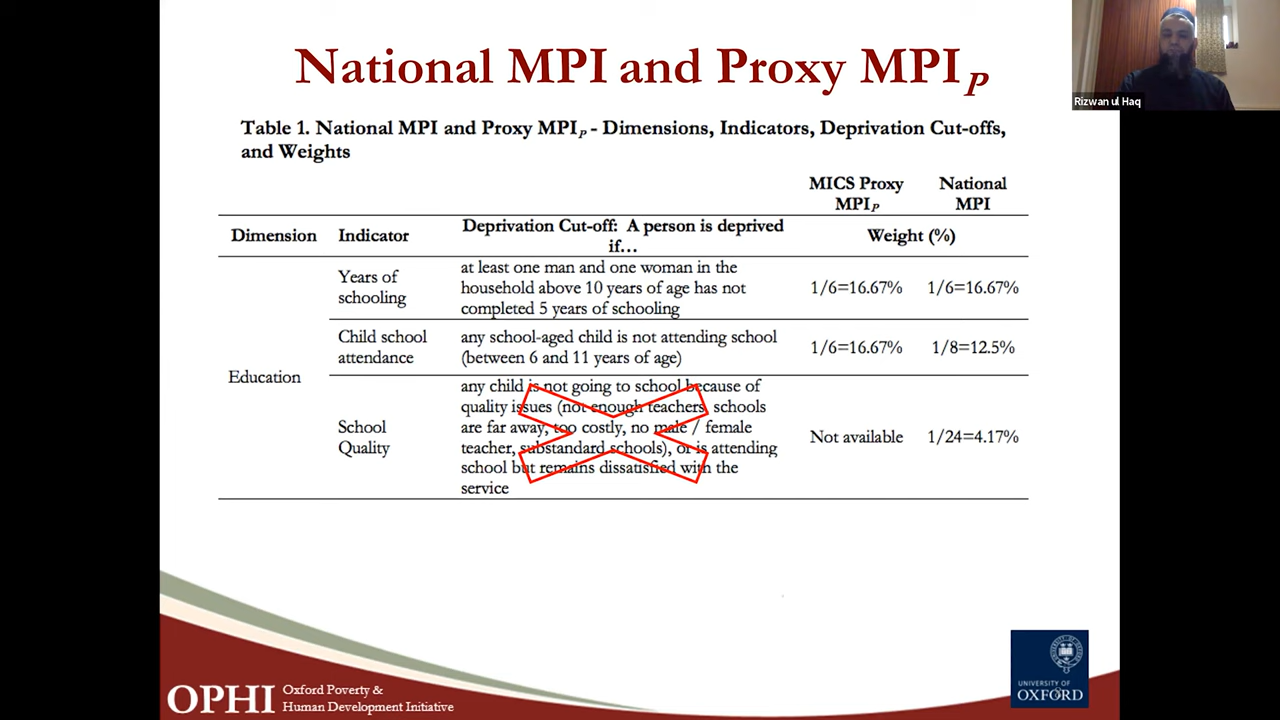 National MPI and Proxy MPI P
Rizwan ul Haq
Table 1. National MPI and Proxy MPI P - Dimensions, Indicators, Deprivation Cut-offs,
and Weights
MICS Proxy National
MPI P MPI
Dimension Indicator Deprivation Cut-off: A person is deprived if… Weight (%)
Education
Years of
schooling
at least one man and one woman in the
household above 10 years of age has not
completed 5 years of schooling
1/6=16.67% 1/6=16.67%
Child school
attendance
any school-aged child is not attending school
(between 6 and 11 years of age)
1/6=16.67% 1/8=12.5%
School
Quality
any child is not going to school because of
quality issues (not enough teachers, schools
are far away, too costly, no male / female
teacher, substandard schools), or is attending
school but remains dissatisfied with the
service
Not available 1/24=4.17%
OPHI Oxford Poverty &
Human Development Initiative
UNIVERSITY OF
OXFORD